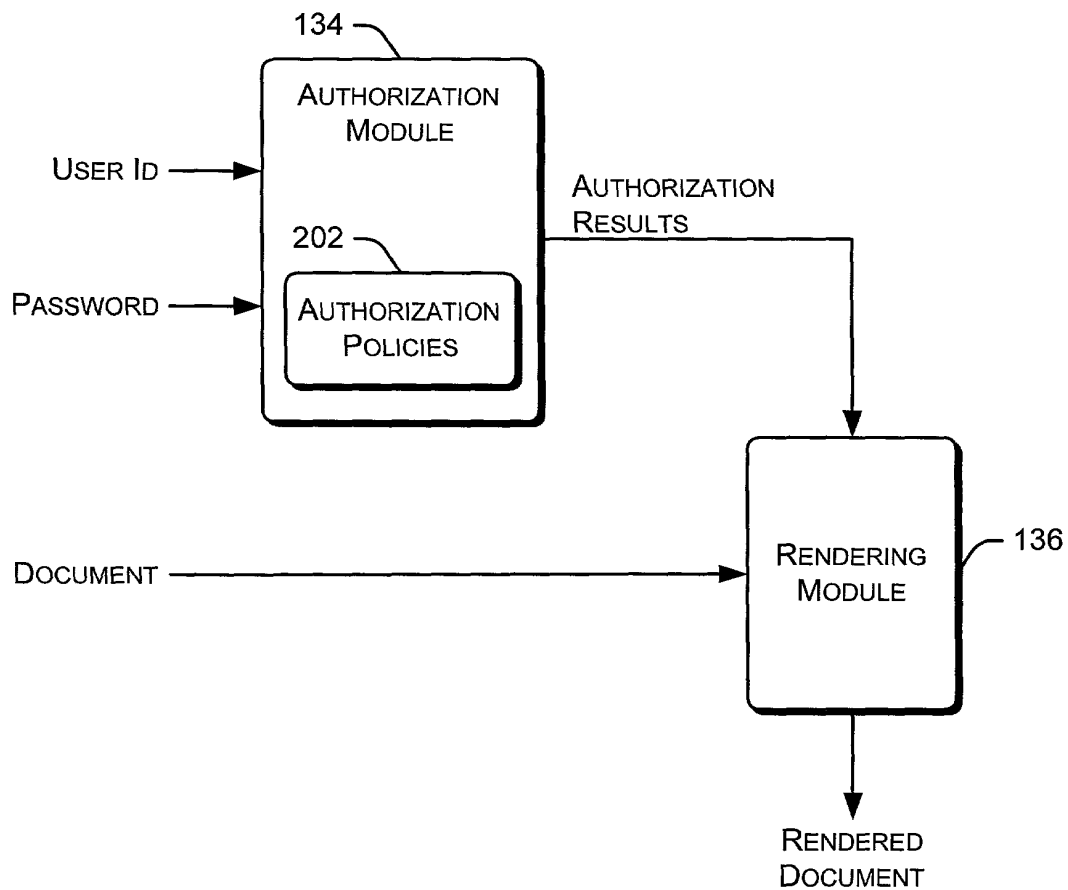 134
AUTHORIZATION
MODULE
USER ID
AUTHORIZATION
RESULTS
202
PASSWORD
AUTHORIZATION
POLICIES
DOCUMENT
RENDERING
MODULE
136
RENDERED
DOCUMENT